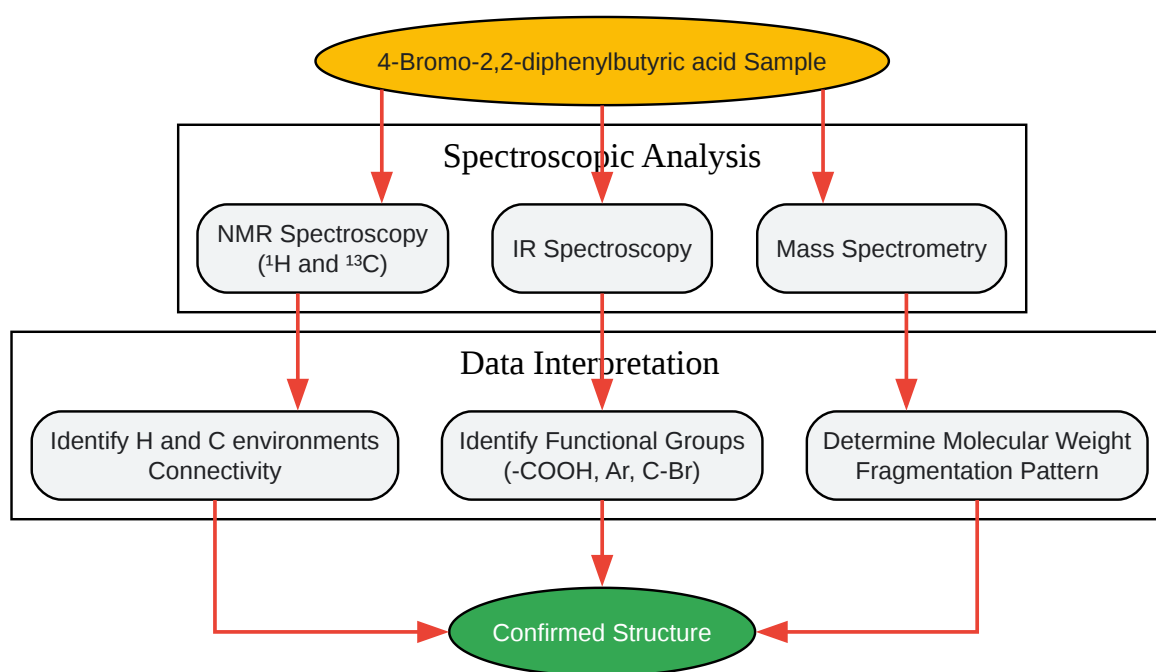 4-Bromo-2,2-diphenylbutyric acid Sample
Spectroscopic Analysis
NMR Spectroscopy
(¹H and ¹³C)
IR Spectroscopy
Mass Spectrometry
Data Interpretation
Identify H and C environments
Connectivity
Identify Functional Groups
(-COOH, Ar, C-Br)
Determine Molecular Weight
Fragmentation Pattern
Confirmed Structure